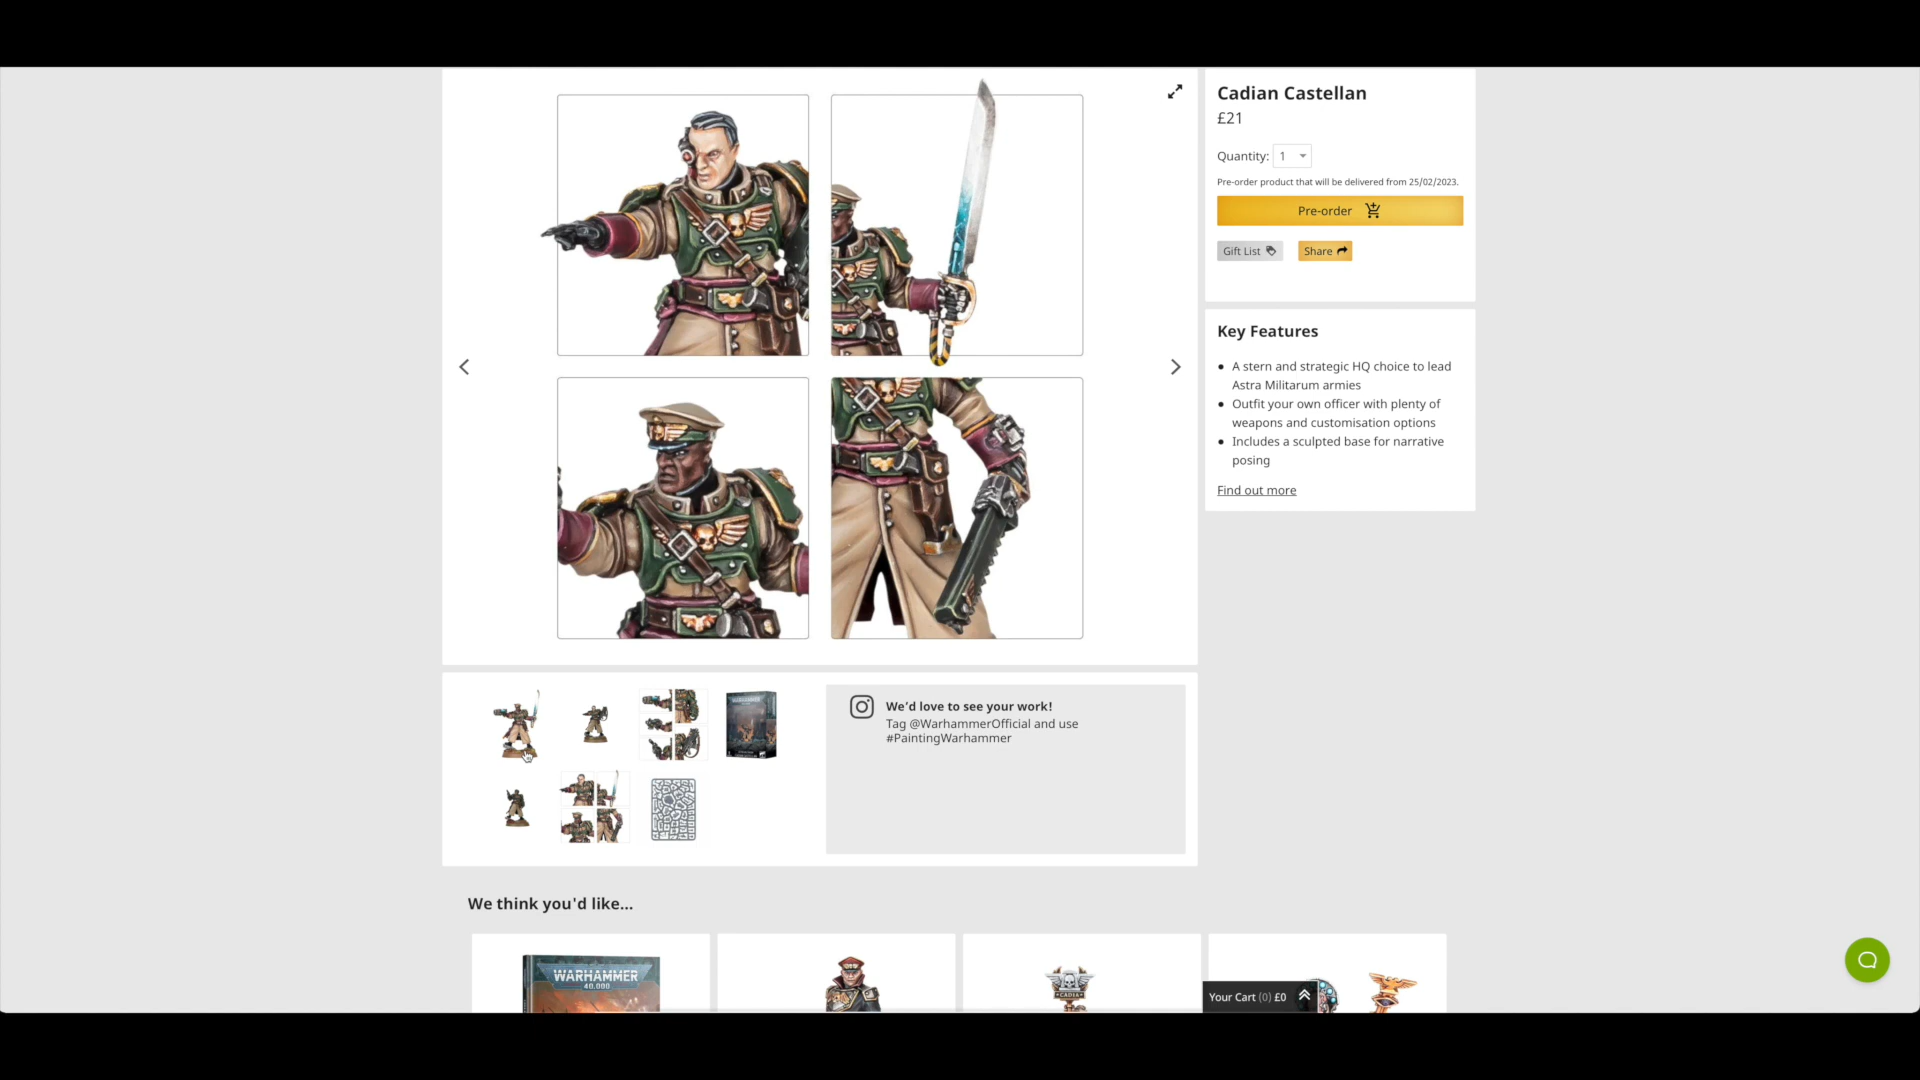 Cadian Castellan
£21
Quantity: 1
Pre-order product that will be delivered from 25/02/2023.
Pre-order
Gift List
Share
Key Features
A stern and strategic HQ choice to lead
Astra Militarum armies
Outfit your own officer with plenty of
weapons and customisation options
Includes a sculpted base for narrative
posing
Find out more
WARHAMMER
We'd love to see your work!
Tag @WarhammerOfficial and use
#PaintingWarhammer
We think you'd like...
WARHAMMER
40,000
CADIA
Your Cart (0) £0